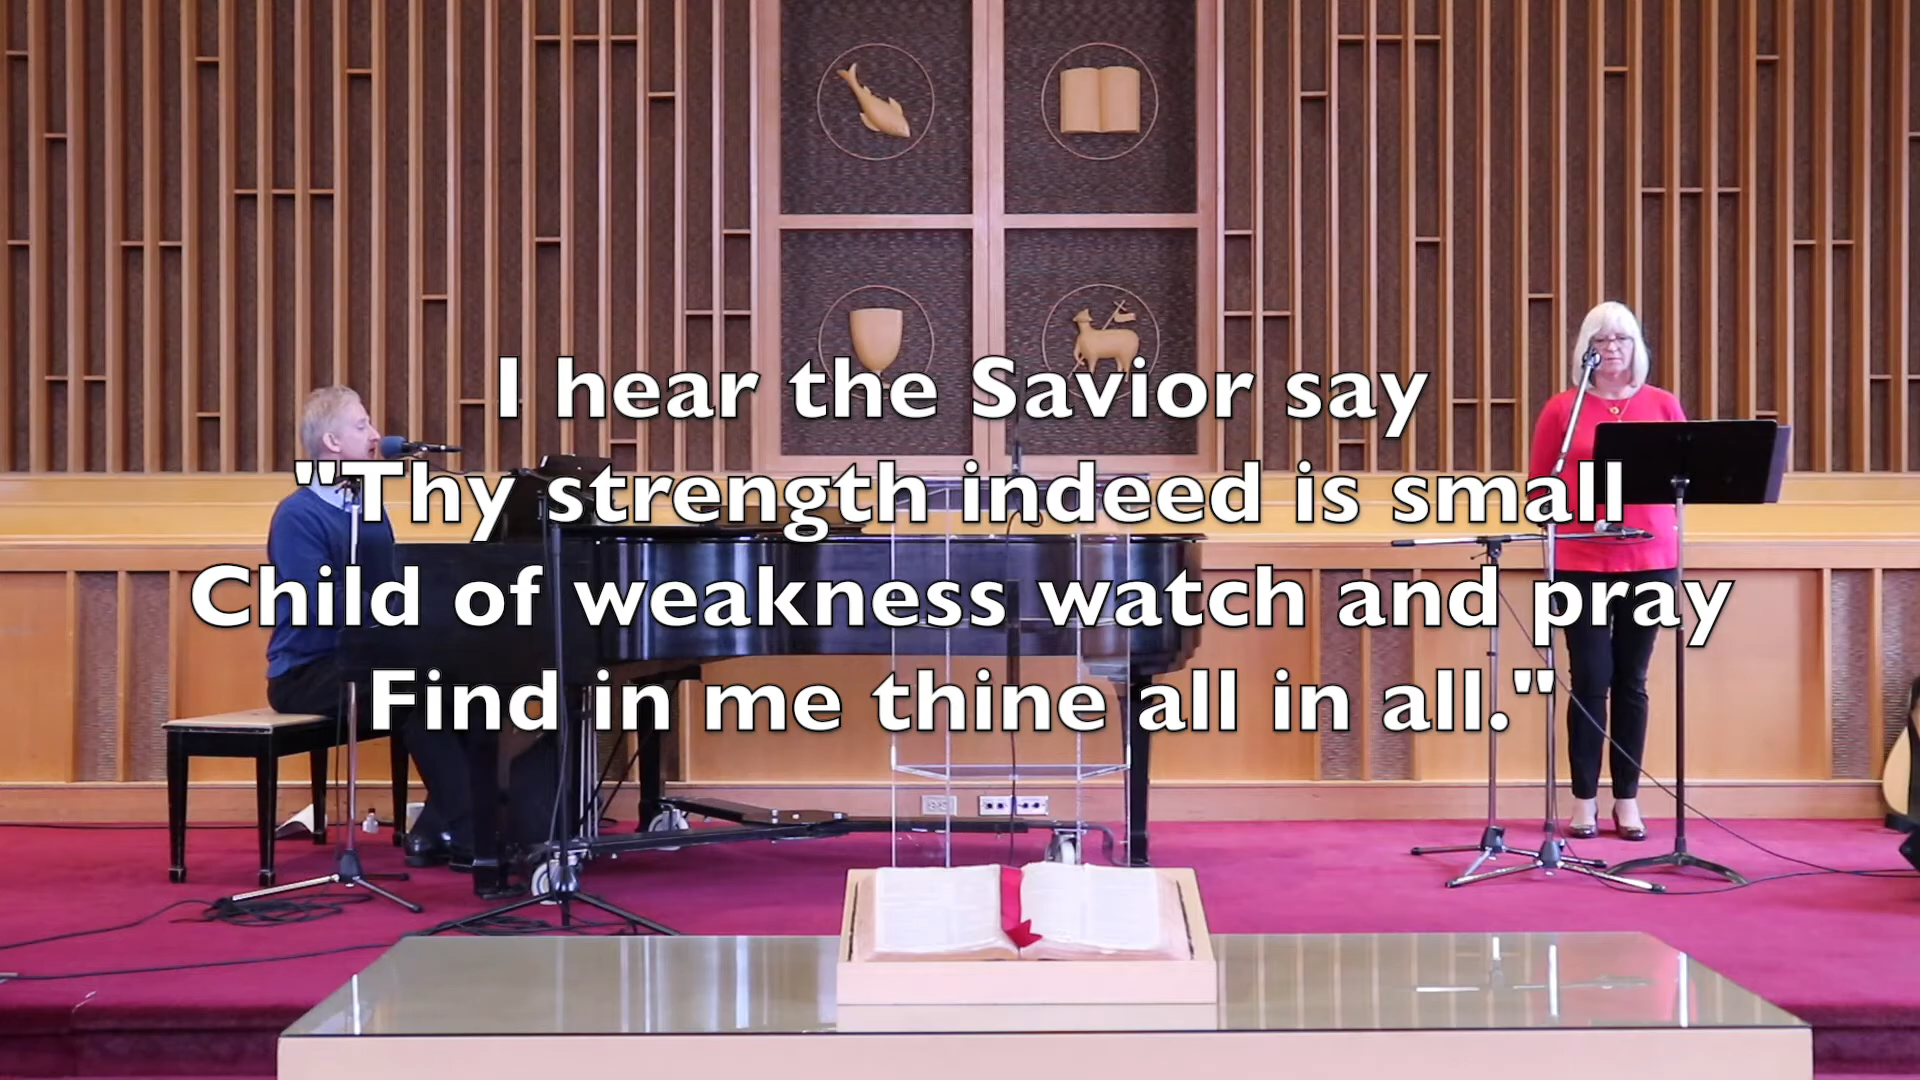 I hear the Savior say
"Thy strength indeed is small
Child of weakness watch and pray
Find in me thine all in all."